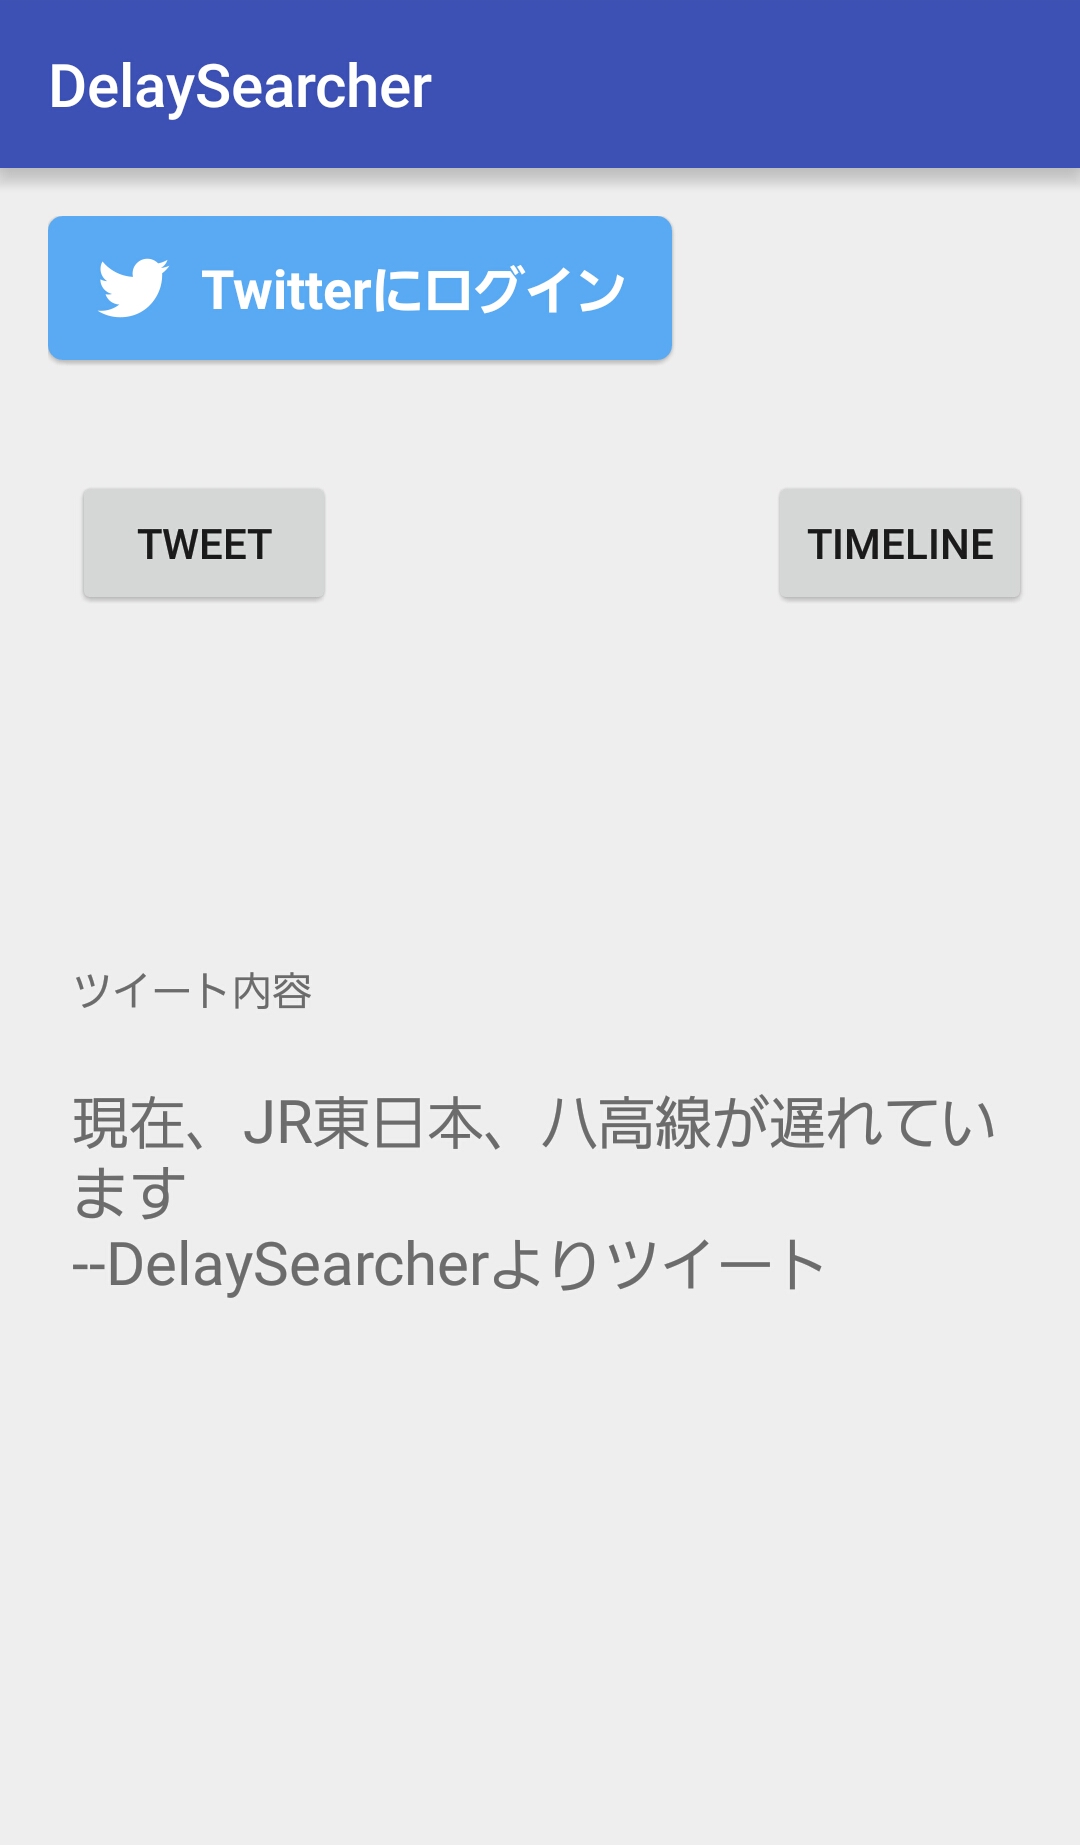 DelaySearcher
Twitterにログイン
TWEET
TIMELINE
ツイート内容
現在、JR東日本、八高線が遅れてい
ます
--DelaySearcherよりツイート